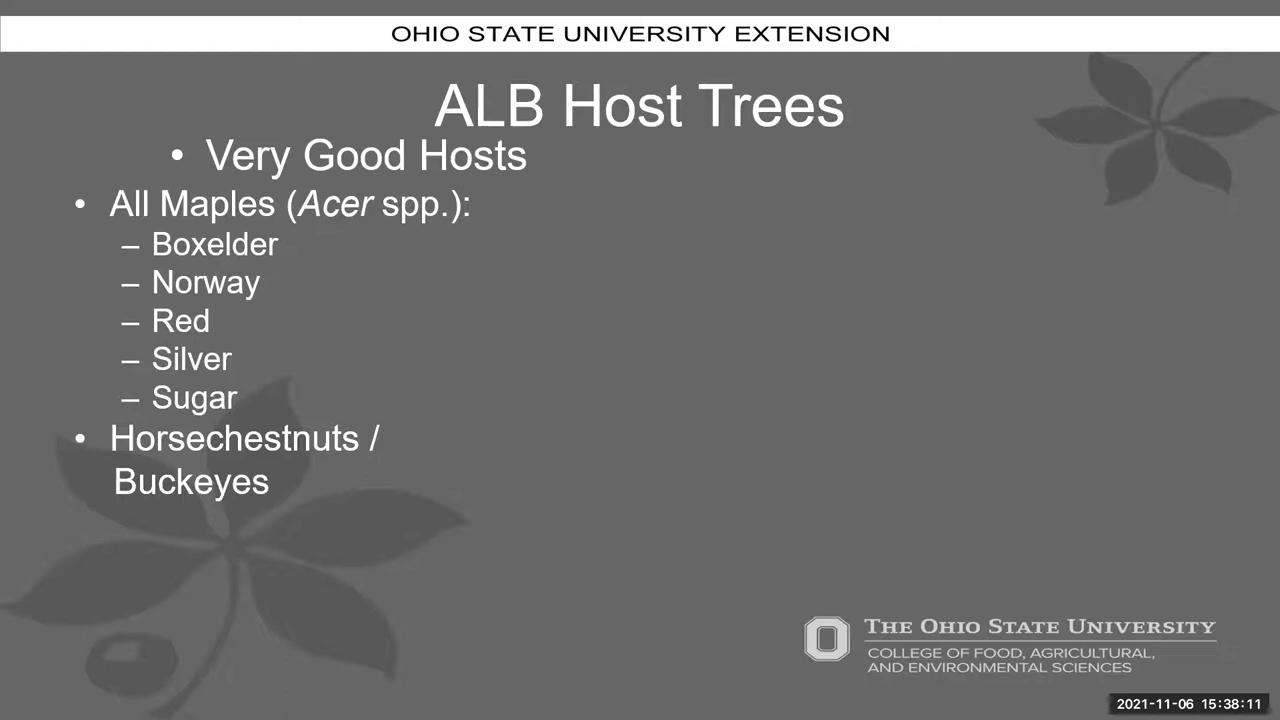 OHIO STATE UNIVERSITY EXTENSION
ALB Host Trees
• Very Good Hosts
• All Maples (Acer spp.):
– Boxelder
– Norway
– Red
– Silver
– Sugar
• Horsechestnuts /
Buckeyes
THE OHIO STATE UNIVERSITY
COLLEGE OF FOOD, AGRICULTURAL,
AND ENVIRONMENTAL SCIENCES
2021-11-06 15:38:11